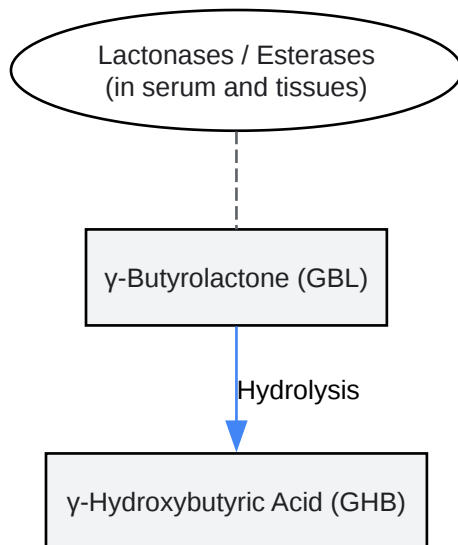 Lactonases / Esterases
(in serum and tissues)
γ-Butyrolactone (GBL)
Hydrolysis
γ-Hydroxybutyric Acid (GHB)